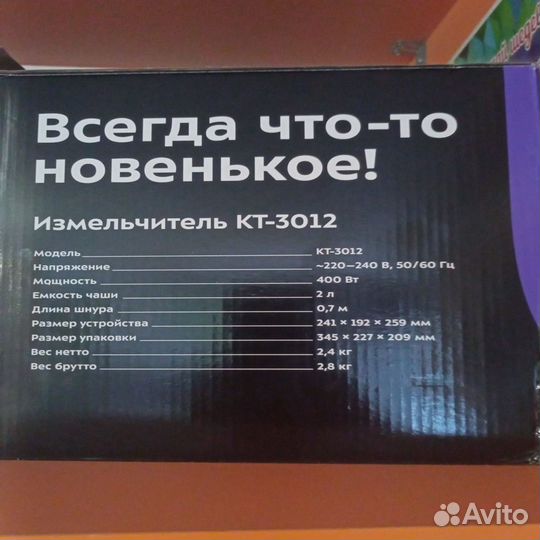 Всегда что-то
новенькое!
Измельчитель КТ-3012
Модель КТ-3012
Напряжение ~220–240 В, 50/60 Гц
Мощность 400 Вт
Емкость чаши 2 л
Длина шнура 0,7 м
Размер устройства 241 × 192 × 259 мм
Размер упаковки 345 × 227 × 209 мм
Вес нетто 2,4 кг
Вес брутто 2,8 кг
Avito